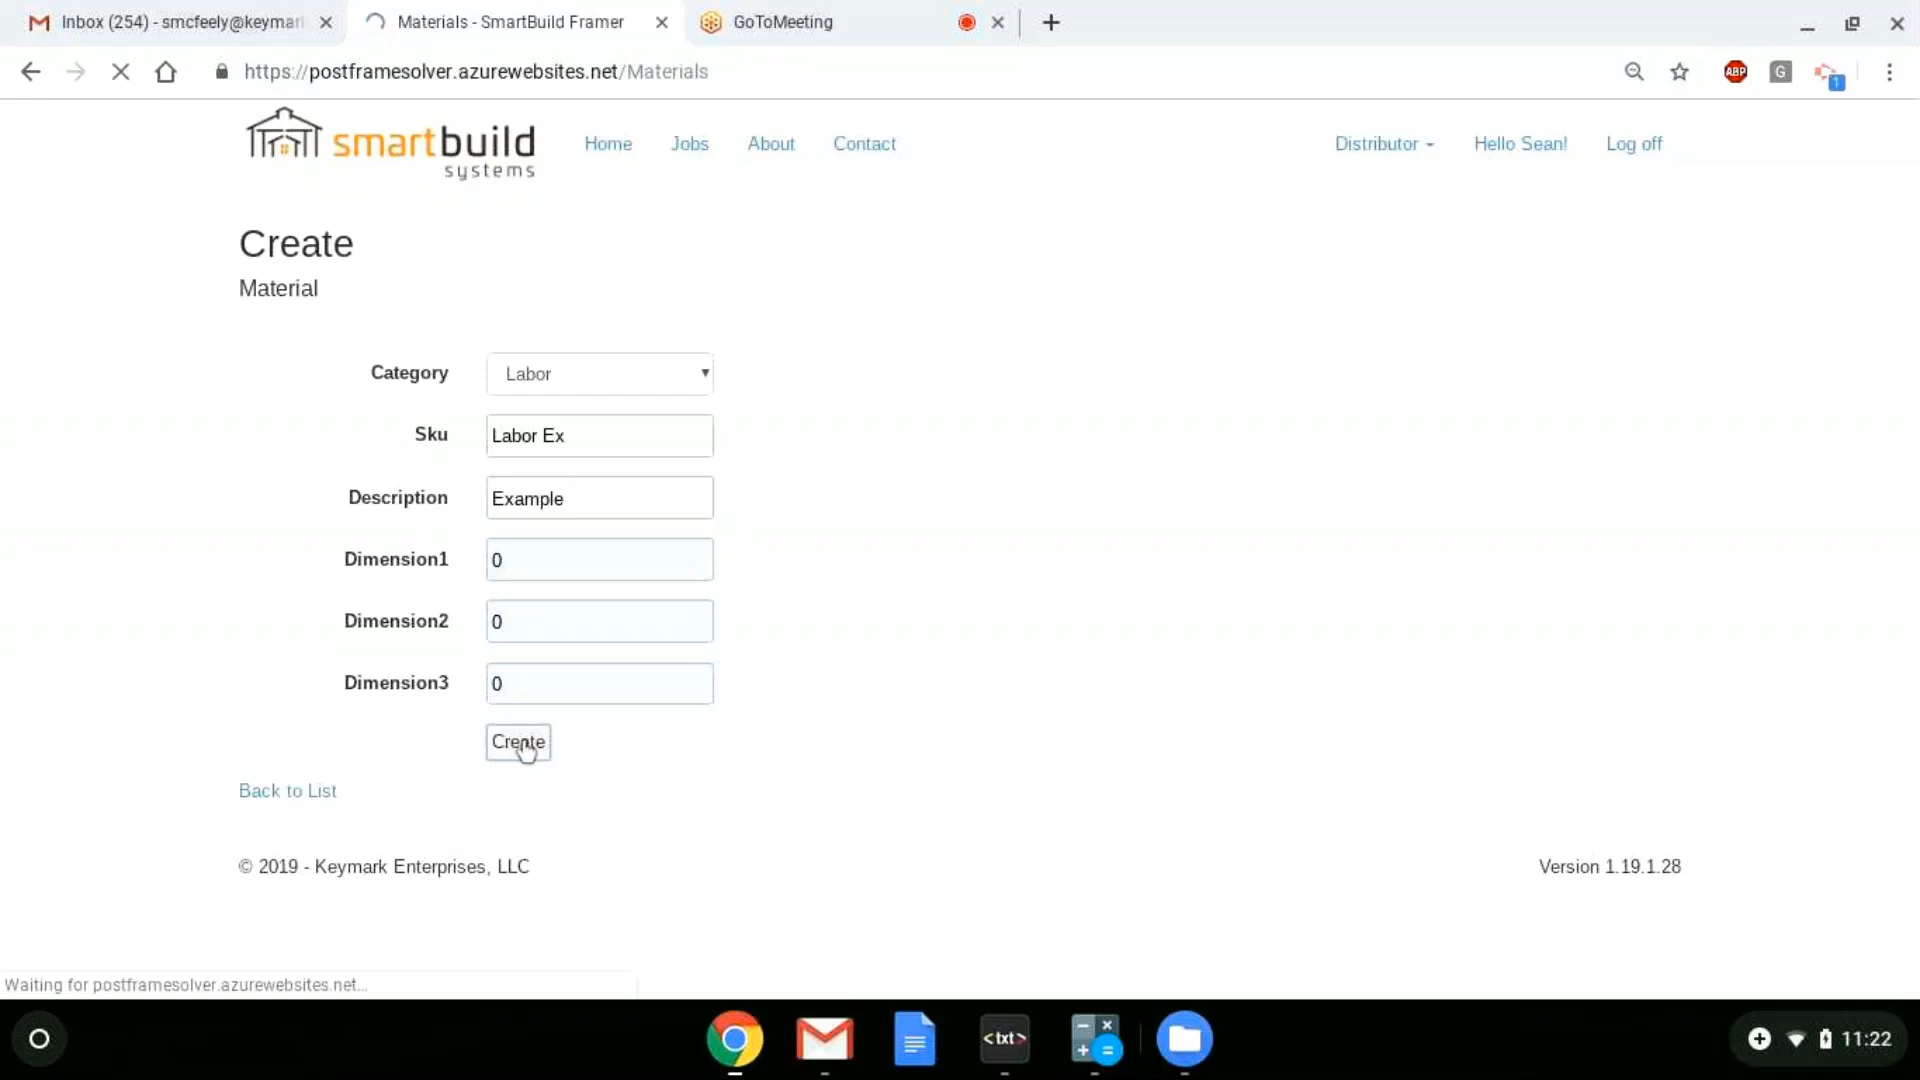 Inbox (254) - smcfeely@keymar
Materials - SmartBuild Framer
GoToMeeting
https://postframesolver.azurewebsites.net/Materials
ABP
G
1
smartbuild
systems
Home
Jobs
About
Contact
Distributor
Hello Sean!
Log off
Create
Material
Category
Labor
Sku
Labor Ex
Description
Example
Dimension1
0
Dimension2
0
Dimension3
0
Create
Back to List
© 2019 - Keymark Enterprises, LLC
Version 1.19.1.28
Waiting for postframesolver.azurewebsites.net...
<txt>
11:22